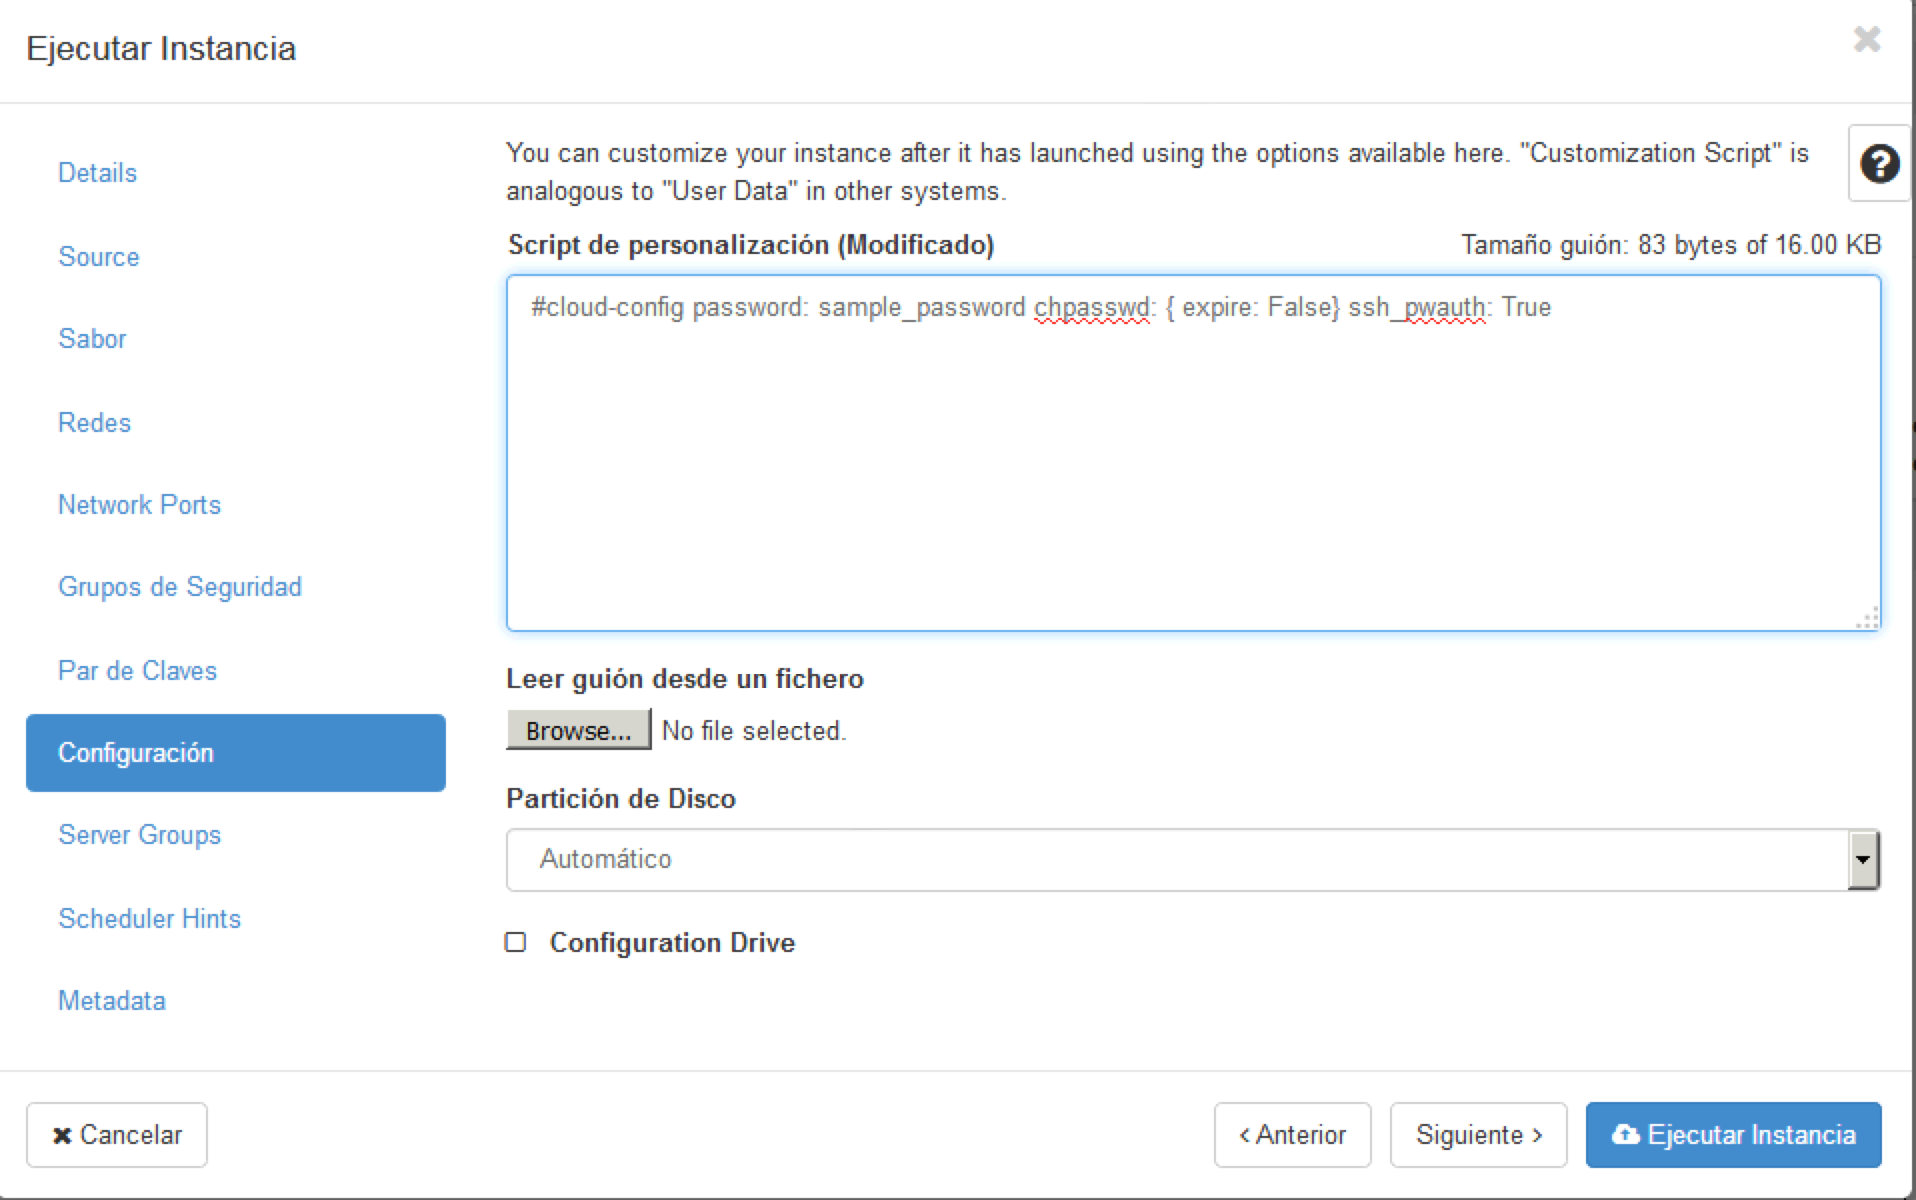 Ejecutar Instancia
Details
Source
Sabor
Redes
Network Ports
Grupos de Seguridad
Par de Claves
Configuración
Server Groups
Scheduler Hints
Metadata
You can customize your instance after it has launched using the options available here. "Customization Script" is
analogous to "User Data" in other systems.
Script de personalización (Modificado)
Tamaño guión: 83 bytes of 16.00 KB
#cloud-config password: sample_password chpasswd: { expire: False} ssh_pwauth: True
Leer guión desde un fichero
Browse... No file selected.
Partición de Disco
Automático
Configuration Drive
Cancelar
Anterior
Siguiente
Ejecutar Instancia